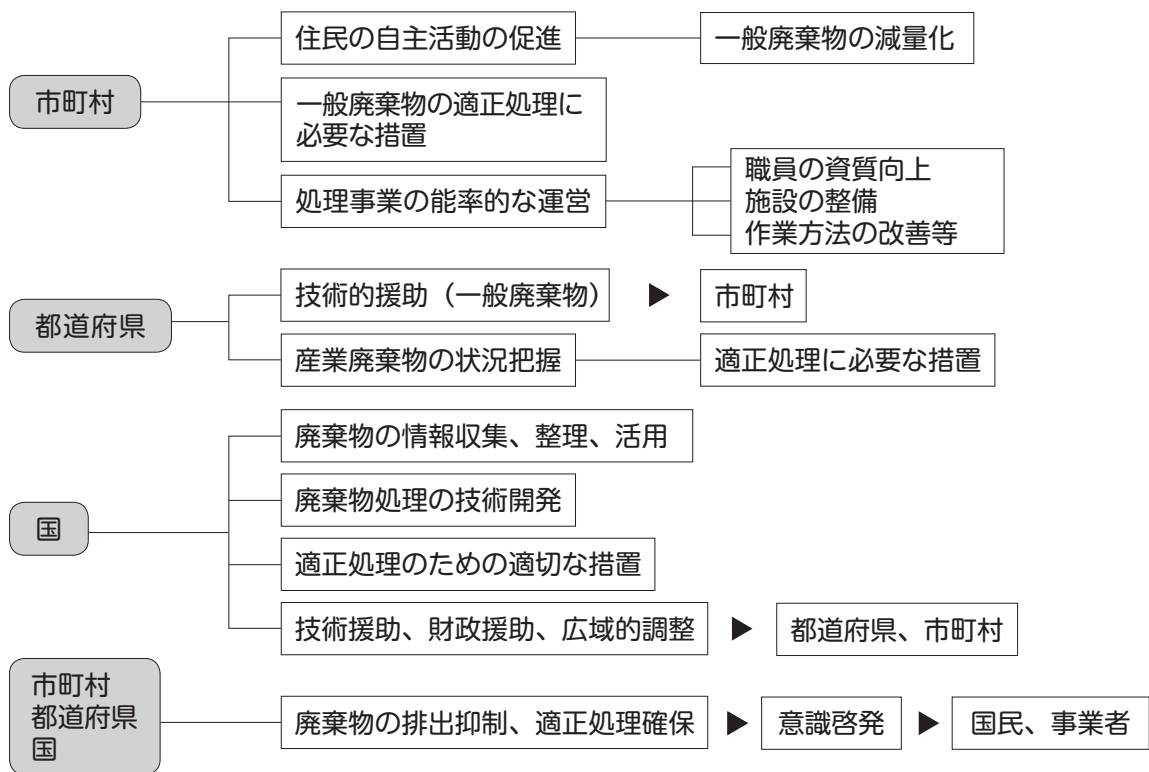 市町村
住民の自主活動の促進
一般廃棄物の減量化
一般廃棄物の適正処理に
必要な措置
処理事業の能率的な運営
職員の資質向上
施設の整備
作業方法の改善等
都道府県
技術的援助（一般廃棄物）
▶
市町村
産業廃棄物の状況把握
適正処理に必要な措置
国
廃棄物の情報収集、整理、活用
廃棄物処理の技術開発
適正処理のための適切な措置
技術援助、財政援助、広域的調整
▶
都道府県、市町村
市町村
都道府県
国
廃棄物の排出抑制、適正処理確保
▶
意識啓発
▶
国民、事業者